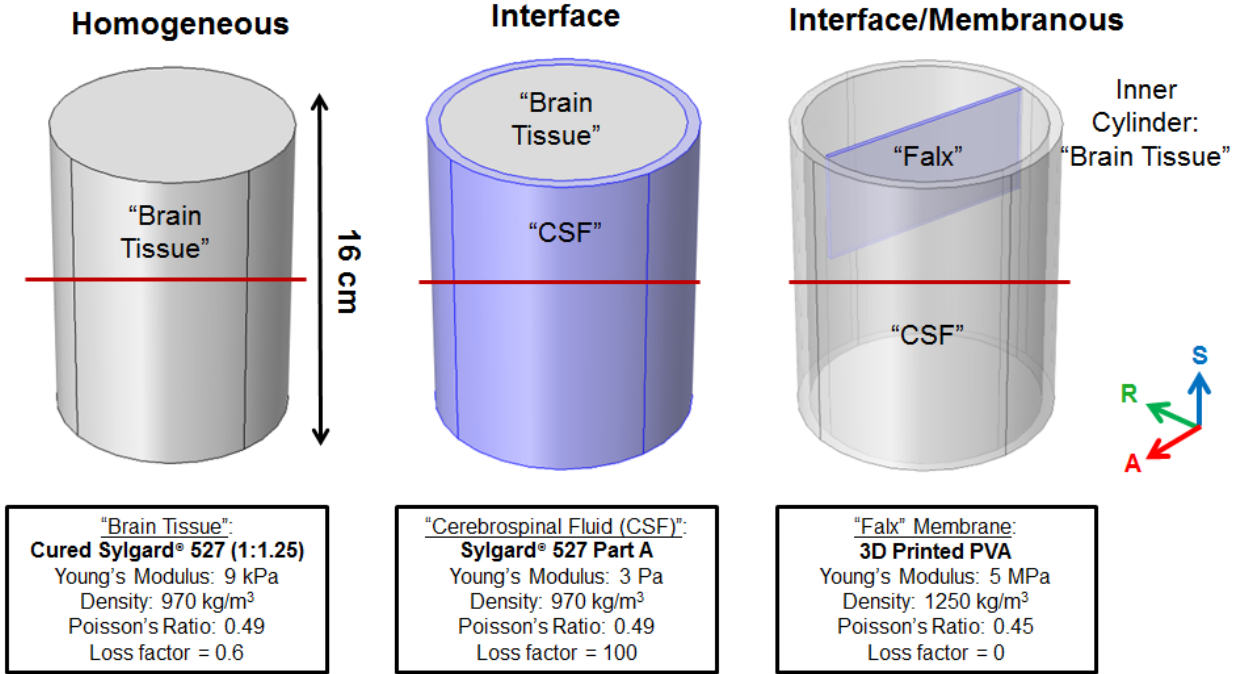 Homogeneous
Interface
Interface/Membranous
"Brain
Tissue"
16 cm
"Brain
Tissue"
"CSF"
"Falx"
"CSF"
Inner
Cylinder:
"Brain Tissue"
S
R
A
"Brain Tissue":
Cured Sylgard® 527 (1:1.25)
Young's Modulus: 9 kPa
Density: 970 kg/m³
Poisson's Ratio: 0.49
Loss factor = 0.6
"Cerebrospinal Fluid (CSF)":
Sylgard® 527 Part A
Young's Modulus: 3 Pa
Density: 970 kg/m³
Poisson's Ratio: 0.49
Loss factor = 100
"Falx" Membrane:
3D Printed PVA
Young's Modulus: 5 MPa
Density: 1250 kg/m³
Poisson's Ratio: 0.45
Loss factor = 0